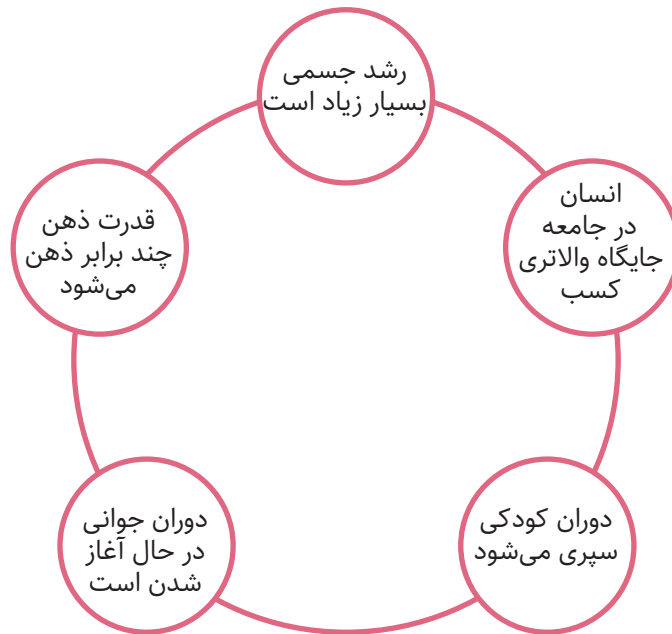 رشد جسمی
بسیار زیاد است
انسان
در جامعه
جایگاه والاتری
کسب
دوران کودکی
سپری می‌شود
دوران جوانی
در حال آغاز
شدن است
قدرت ذهن
چند برابر ذهن
می‌شود